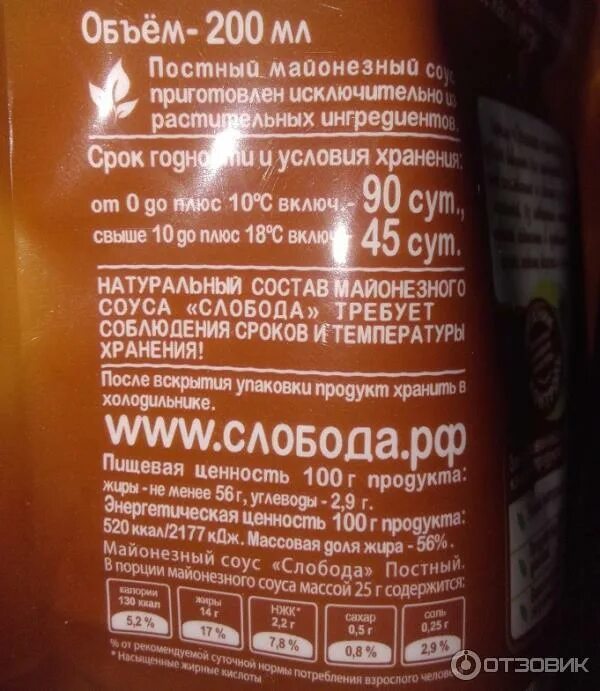 Объём- 200 мл
Постный майонезный соус
приготовлен исключительно из
растительных ингредиентов.
Срок годности и условия хранения:
от 0 до плюс 10°С включ.- 90 сут.,
свыше 10 до плюс 18°С включ. 45 сут.
НАТУРАЛЬНЫЙ СОСТАВ МАЙОНЕЗНОГО
СОУСА «СЛОБОДА» ТРЕБУЕТ
СОБЛЮДЕНИЯ СРОКОВ И ТЕМПЕРАТУРЫ
ХРАНЕНИЯ!
После вскрытия упаковки продукт хранить в
холодильнике.
www.слобода.рф
Пищевая ценность 100 г продукта:
жиры - не менее 56 г, углеводы - 2,9 г.
Энергетическая ценность 100 г продукта:
520 ккал/2177 кДж. Массовая доля жира - 56%.
Майонезный соус «Слобода» Постный.
В порции майонезного соуса массой 25 г содержится:
калории жиры НЖК* сахар соль
130 ккал 14 г 2,2 г 0,5 г 0,25 г
5,2 % 17 % 7,8 % 0,8 % 2,9 %
% от рекомендуемой суточной нормы потребления взрослого
* Насыщенные жирные кислоты
ОТЗОВИК